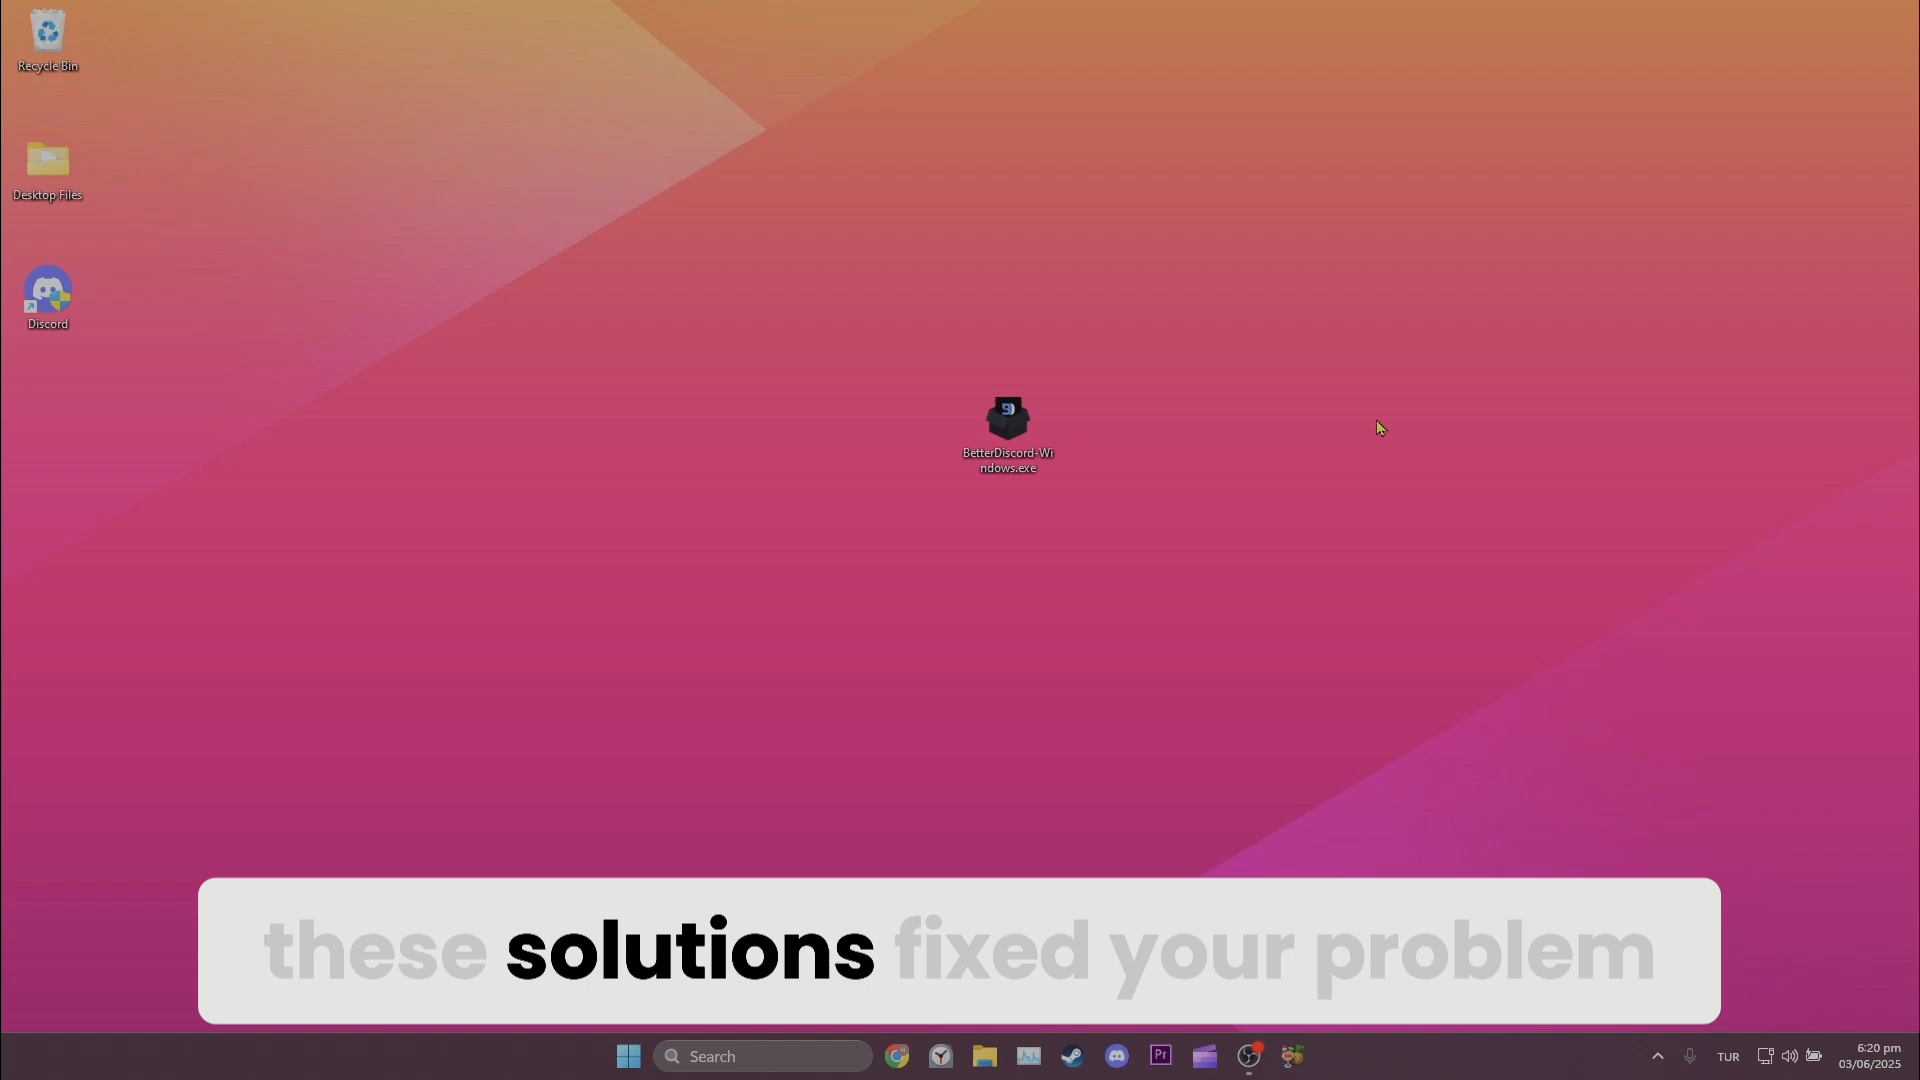 Recycle Bin
Desktop Files
Discord
BetterDiscord-Wi
ndows.exe
these solutions fixed your problem
Search
Pr
TUR
6:20 pm
03/06/2025